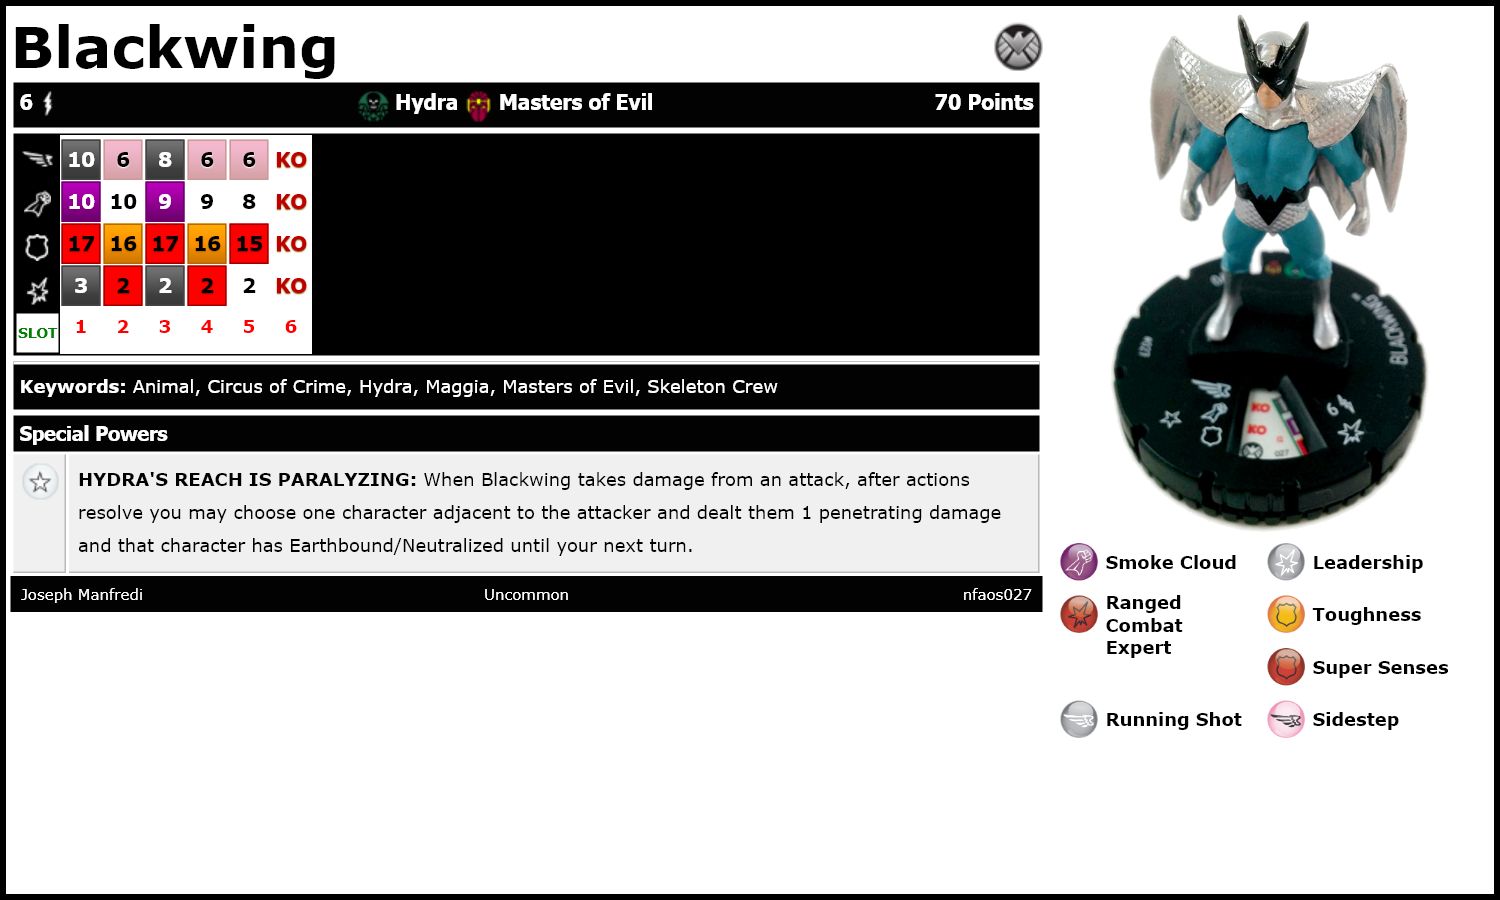 Blackwing
6 Hydra Masters of Evil 70 Points
10 6 8 6 6 KO
10 10 9 9 8 KO
17 16 17 16 15 KO
3 2 2 2 2 KO
SLOT 1 2 3 4 5 6
Keywords: Animal, Circus of Crime, Hydra, Maggia, Masters of Evil, Skeleton Crew
Special Powers
HYDRA'S REACH IS PARALYZING: When Blackwing takes damage from an attack, after actions
resolve you may choose one character adjacent to the attacker and dealt them 1 penetrating damage
and that character has Earthbound/Neutralized until your next turn.
Joseph Manfredi Uncommon nfaos027
BLACKWING™
6
KO
KO
027
Smoke Cloud Leadership
Ranged
Combat
Expert
Toughness
Super Senses
Running Shot Sidestep